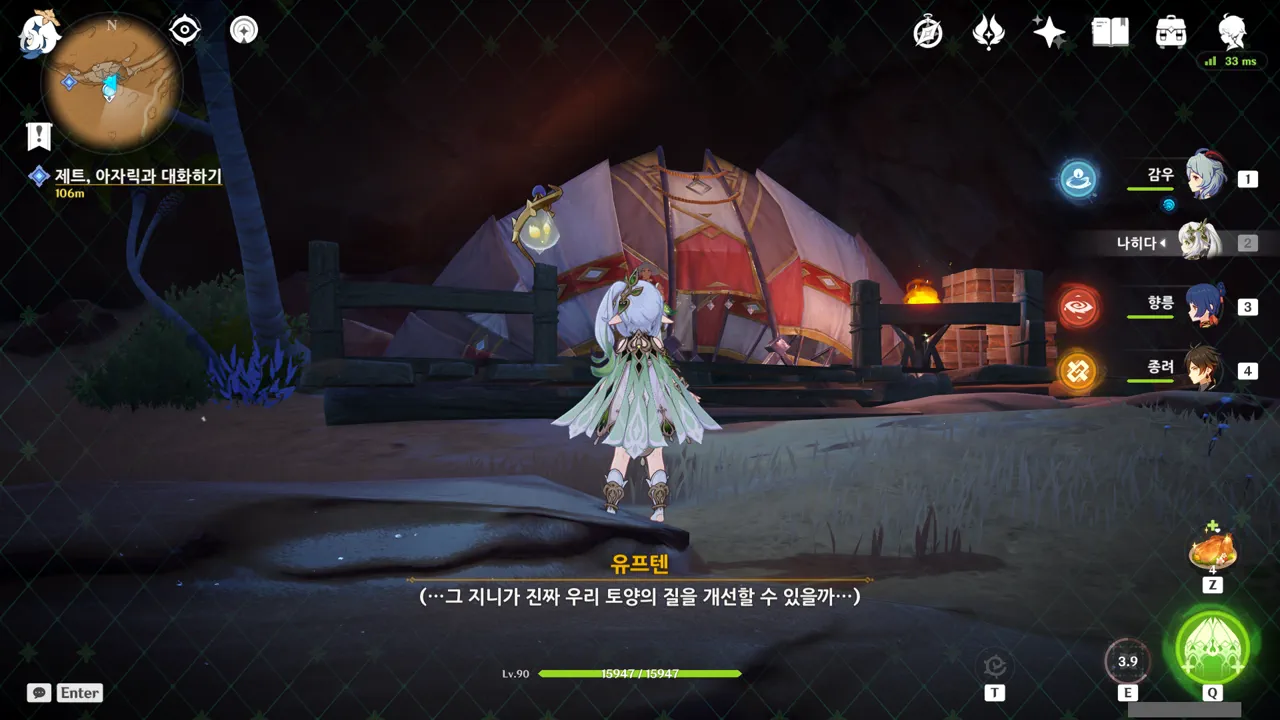 N
33 ms
제트, 아자릭과 대화하기
106m
감우
1
나히다
2
향릉
3
종려
4
유프텐
(…그 지니가 진짜 우리 토양의 질을 개선할 수 있을까…)
4
Z
Lv.90
15947 / 15947
3.9
T
E
Q
Enter